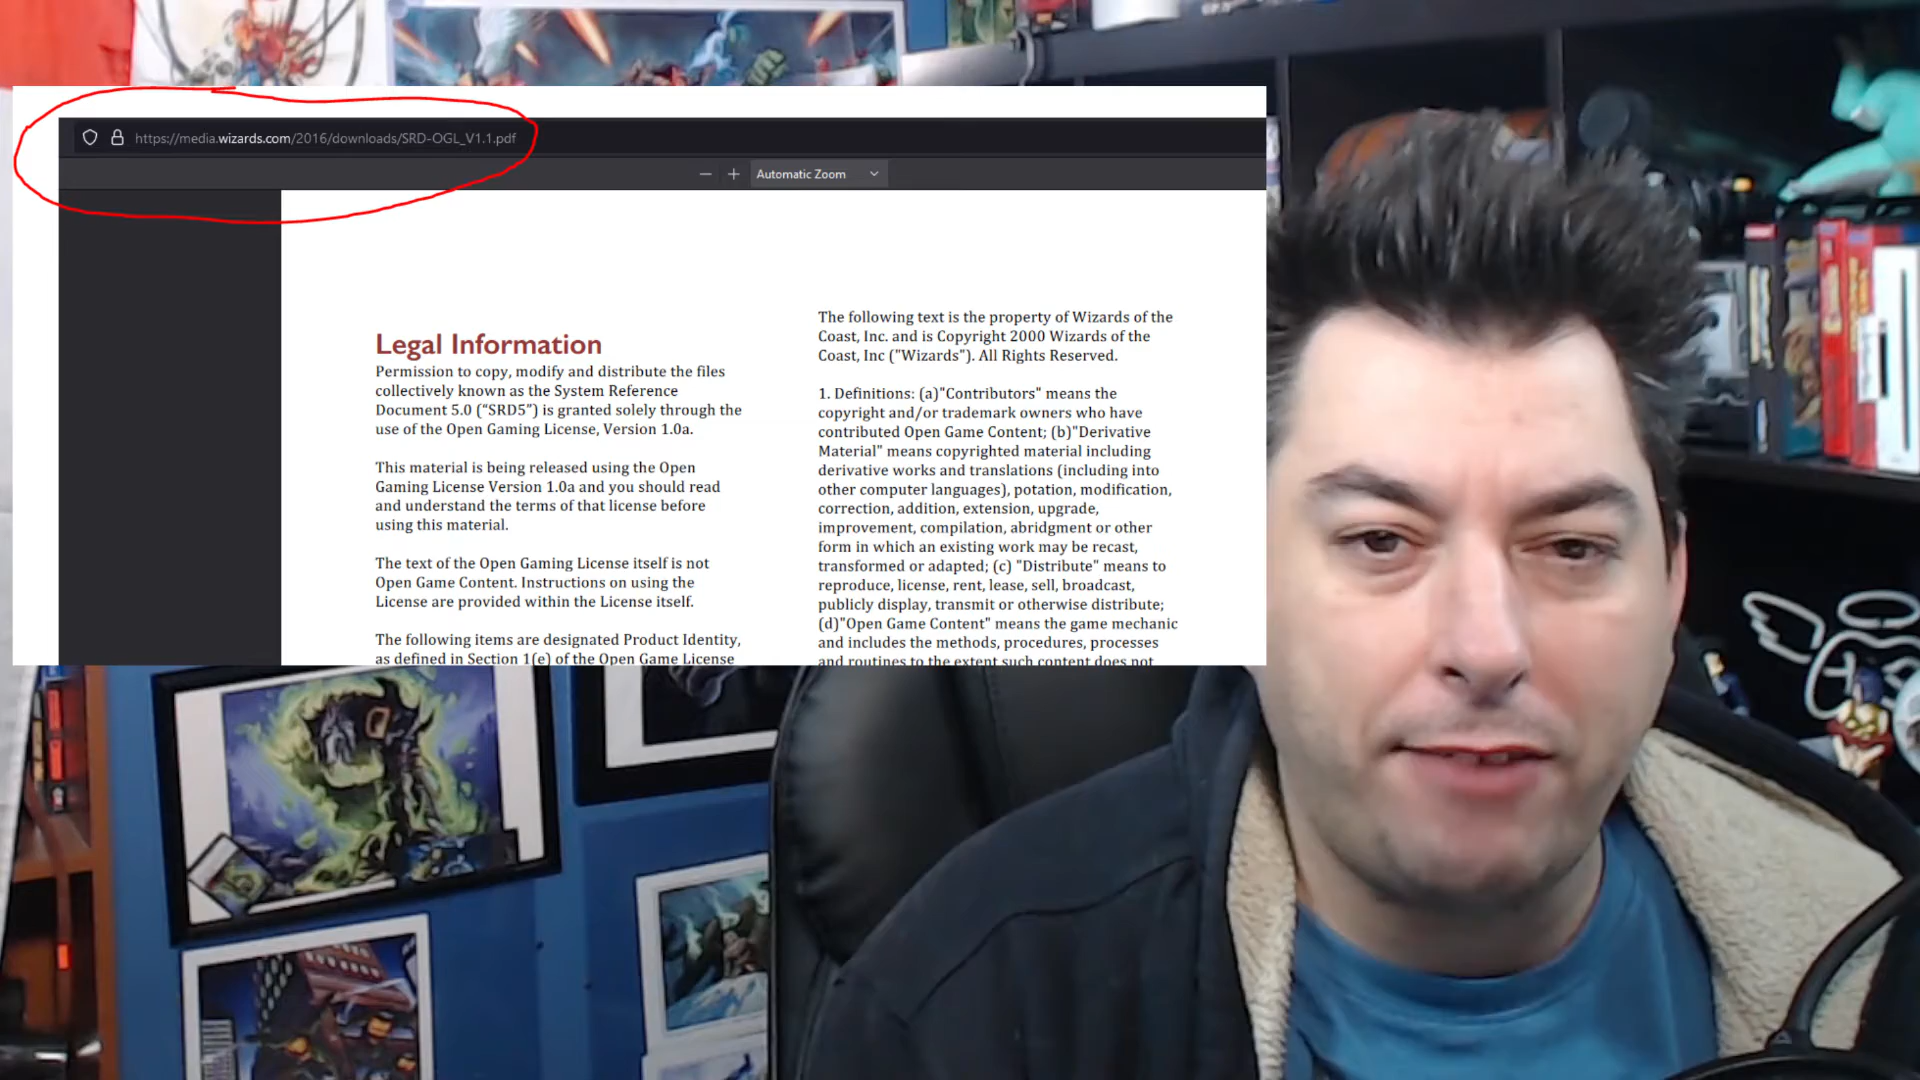 https://media.wizards.com/2016/downloads/SRD-OGL_V1.1.pdf
Automatic Zoom
Legal Information
Permission to copy, modify and distribute the files
collectively known as the System Reference
Document 5.0 (“SRD5”) is granted solely through the
use of the Open Gaming License, Version 1.0a.
This material is being released using the Open
Gaming License Version 1.0a and you should read
and understand the terms of that license before
using this material.
The text of the Open Gaming License itself is not
Open Game Content. Instructions on using the
License are provided within the License itself.
The following items are designated Product Identity,
as defined in Section 1(e) of the Open Game License
The following text is the property of Wizards of the
Coast, Inc. and is Copyright 2000 Wizards of the
Coast, Inc ("Wizards"). All Rights Reserved.
1. Definitions: (a)"Contributors" means the
copyright and/or trademark owners who have
contributed Open Game Content; (b)"Derivative
Material" means copyrighted material including
derivative works and translations (including into
other computer languages), potation, modification,
correction, addition, extension, upgrade,
improvement, compilation, abridgment or other
form in which an existing work may be recast,
transformed or adapted; (c) "Distribute" means to
reproduce, license, rent, lease, sell, broadcast,
publicly display, transmit or otherwise distribute;
(d)"Open Game Content" means the game mechanic
and includes the methods, procedures, processes
and routines to the extent such content does not